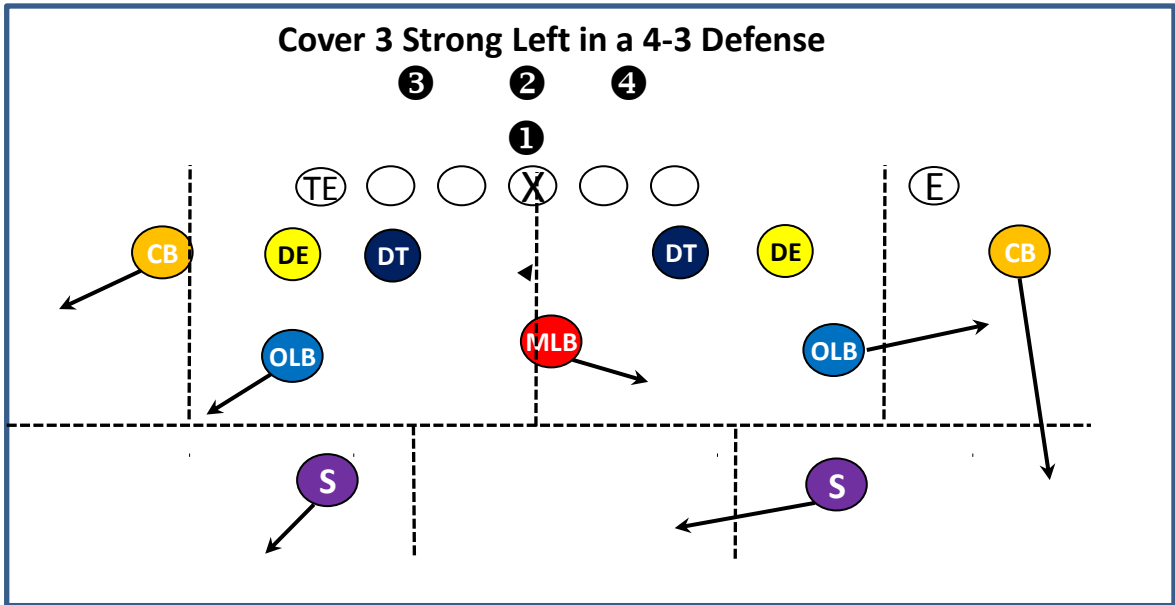 Cover 3 Strong Left in a 4-3 Defense
❸ ❷ ❹
❶
TE X E
CB DE DT DT DE CB
OLB MLB OLB
S S